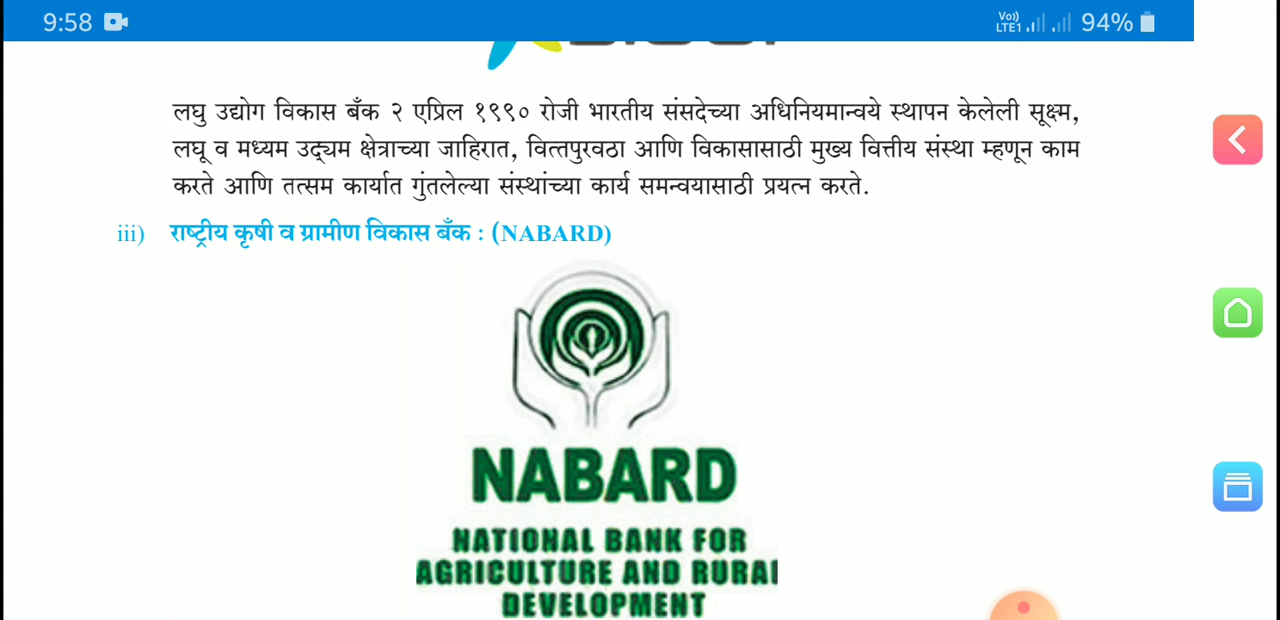 9:58
Vo)) LTE1 94%
लघु उद्योग विकास बँक २ एप्रिल १९९० रोजी भारतीय संसदेच्या अधिनियमान्वये स्थापन केलेली सूक्ष्म,
लघू व मध्यम उद्यम क्षेत्राच्या जाहिरात, वित्तपुरवठा आणि विकासासाठी मुख्य वित्तीय संस्था म्हणून काम
करते आणि तत्सम कार्यात गुंतलेल्या संस्थांच्या कार्य समन्वयासाठी प्रयत्न करते.
iii) राष्ट्रीय कृषी व ग्रामीण विकास बँक : (NABARD)
NABARD
NATIONAL BANK FOR
AGRICULTURE AND RURAL
DEVELOPMENT